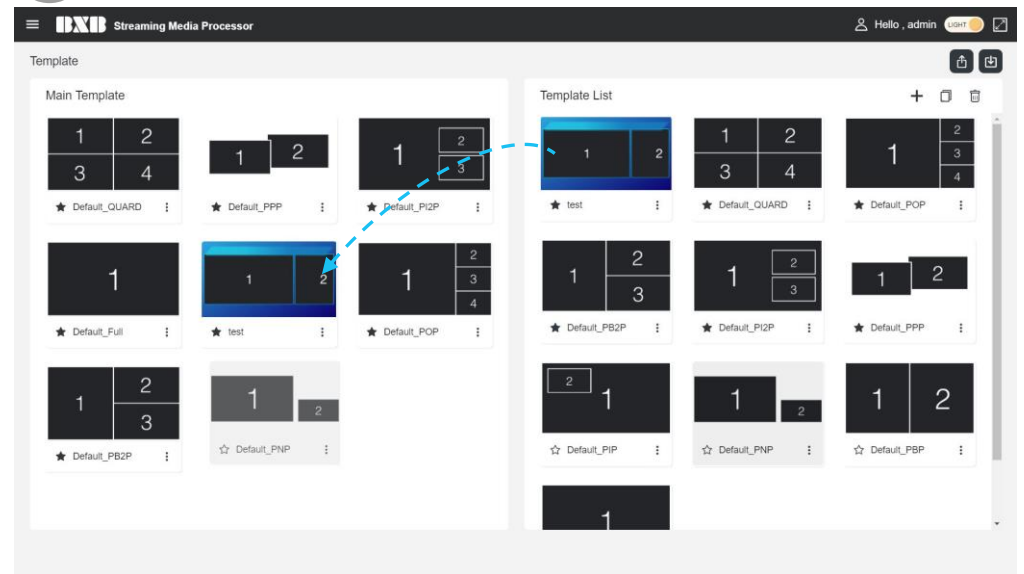 BXB Streaming Media Processor
Hello , admin
LIGHT
Template
Main Template
1 2
3 4
Default_QUARD
1 2
Default_PPP
1 2
3
Default_PI2P
1
Default_Full
1 2
test
1 2
3
4
Default_POP
1 2
3
Default_PB2P
1 2
Default_PNP
Template List
1 2
test
1 2
3 4
Default_QUARD
1 2
3
4
Default_POP
1 2
3
Default_PB2P
1 2
3
Default_PI2P
1 2
Default_PPP
2 1
Default_PIP
1 2
Default_PNP
1 2
Default_PBP
1